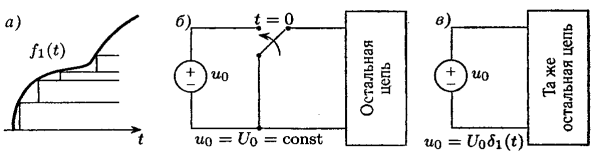 а)
f₁(t)
t
б)
t = 0
u₀
u₀ = U₀ = const
Остальная цепь
в)
u₀
u₀ = U₀δ₁(t)
Та же остальная цепь